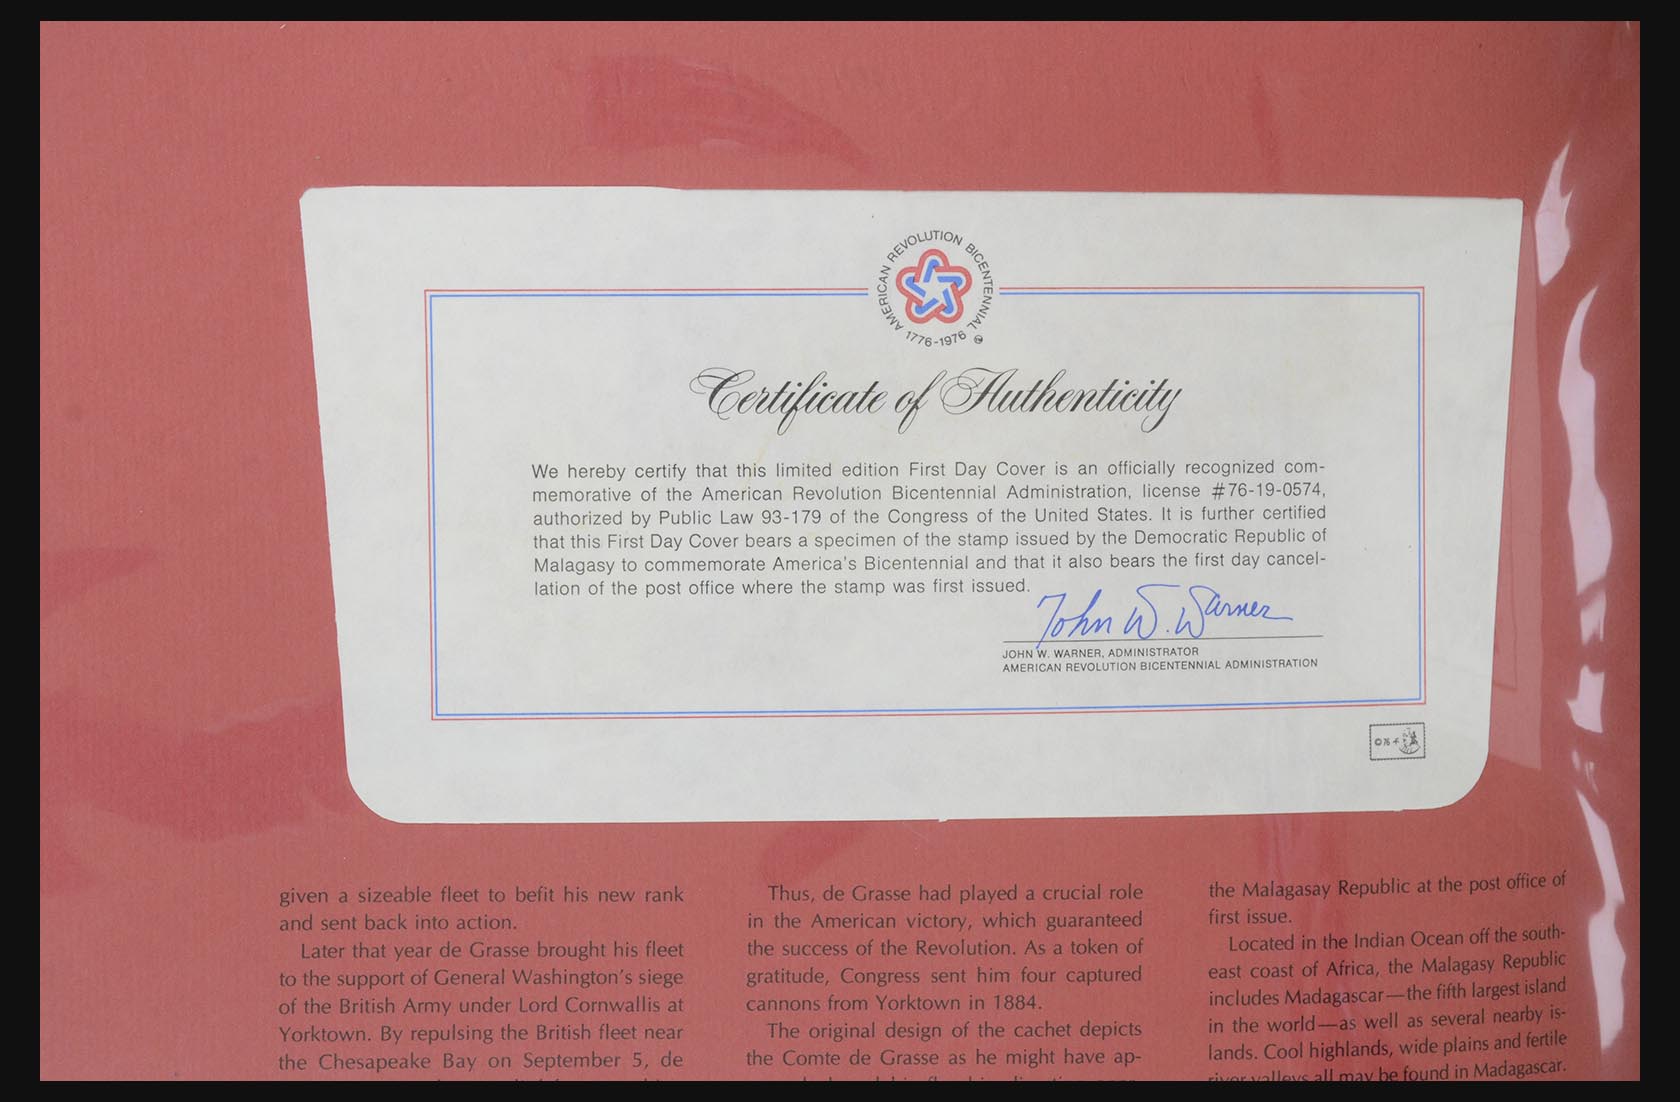 AMERICAN REVOLUTION BICENTENNIAL
1776-1976
Certificate of Authenticity
We hereby certify that this limited edition First Day Cover is an officially recognized com-
memorative of the American Revolution Bicentennial Administration, license #76-19-0574,
authorized by Public Law 93-179 of the Congress of the United States. It is further certified
that this First Day Cover bears a specimen of the stamp issued by the Democratic Republic of
Malagasy to commemorate America's Bicentennial and that it also bears the first day cancel-
lation of the post office where the stamp was first issued.
John W. Warner
JOHN W. WARNER, ADMINISTRATOR
AMERICAN REVOLUTION BICENTENNIAL ADMINISTRATION
given a sizeable fleet to befit his new rank
and sent back into action.
Later that year de Grasse brought his fleet
to the support of General Washington's siege
of the British Army under Lord Cornwallis at
Yorktown. By repulsing the British fleet near
the Chesapeake Bay on September 5, de
Thus, de Grasse had played a crucial role
in the American victory, which guaranteed
the success of the Revolution. As a token of
gratitude, Congress sent him four captured
cannons from Yorktown in 1884.
The original design of the cachet depicts
the Comte de Grasse as he might have ap-
the Malagasay Republic at the post office of
first issue.
Located in the Indian Ocean off the south-
east coast of Africa, the Malagasy Republic
includes Madagascar—the fifth largest island
in the world—as well as several nearby is-
lands. Cool highlands, wide plains and fertile
river valleys all may be found in Madagascar.